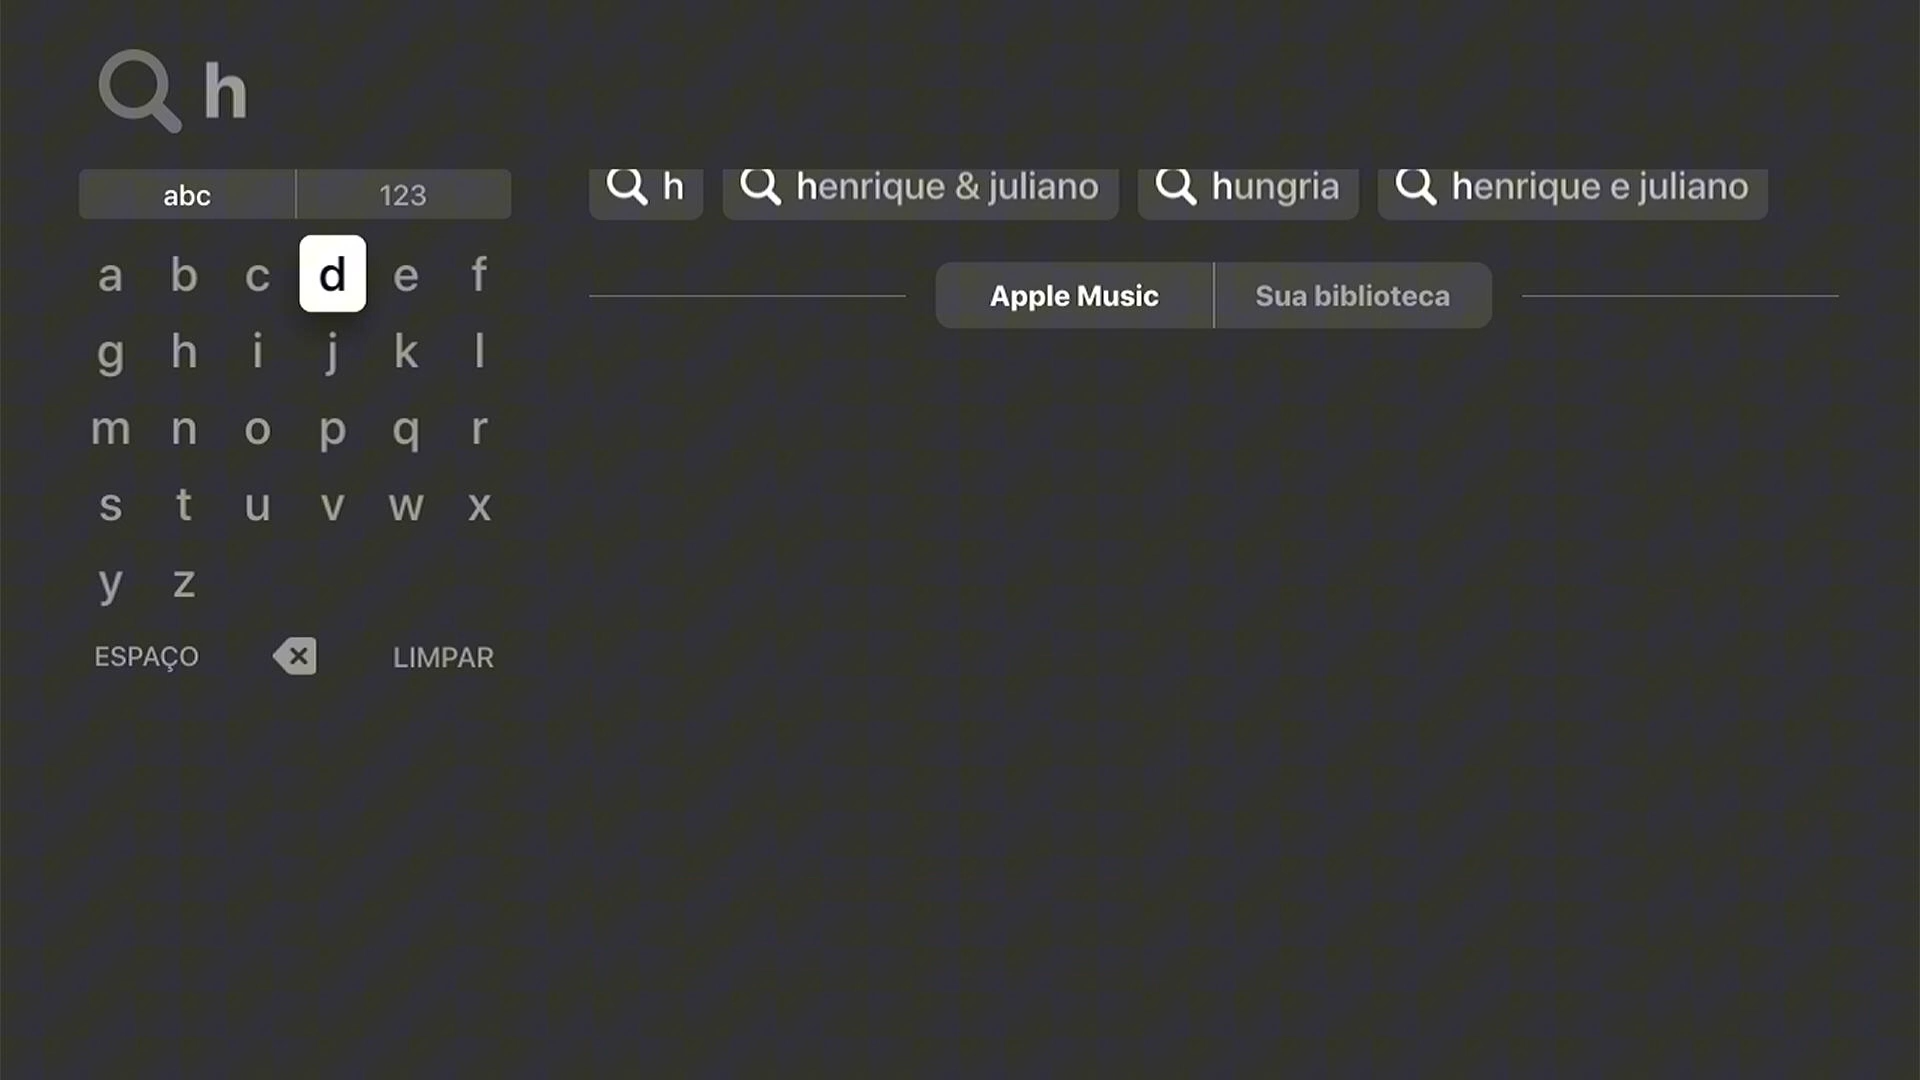 h
abc 123
h henrique & juliano hungria henrique e juliano
Apple Music Sua biblioteca
a b c d e f
g h i j k l
m n o p q r
s t u v w x
y z
ESPAÇO LIMPAR